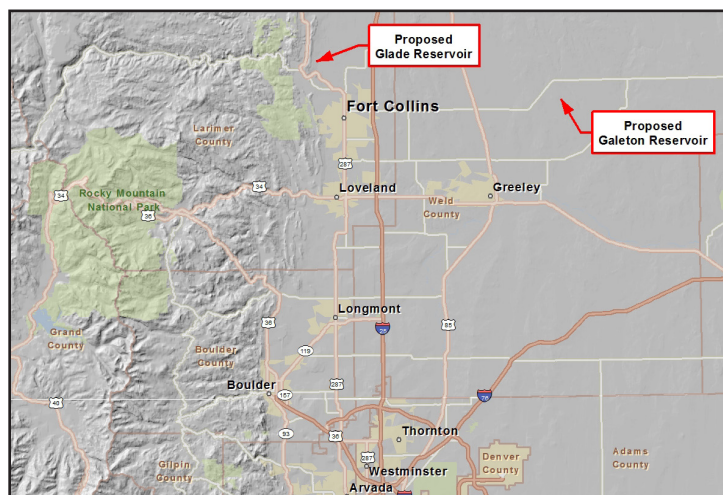 Proposed
Glade Reservoir
Fort Collins
Proposed
Galeton Reservoir
Larimer
County
287
34
34
Rocky Mountain
National Park
36
Loveland
Greeley
Weld
County
Longmont
25
85
36
Grand
County
119
Boulder
County
287
Boulder
157
76
40
93
36
Thornton
287
Westminster
Denver
County
Adams
County
Gilpin
County
Arvada